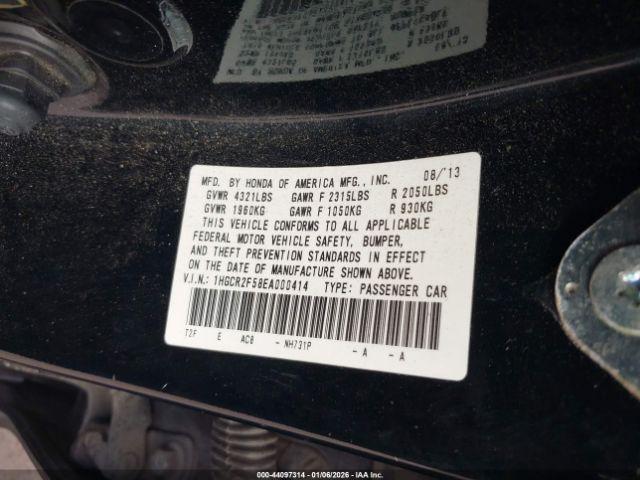 MFD. BY HONDA OF AMERICA MFG., INC. 08/'13
GVWR 4321LBS GAWR F 2315LBS R 2050LBS
GVWR 1960KG GAWR F 1050KG R 930KG
THIS VEHICLE CONFORMS TO ALL APPLICABLE
FEDERAL MOTOR VEHICLE SAFETY, BUMPER,
AND THEFT PREVENTION STANDARDS IN EFFECT
ON THE DATE OF MANUFACTURE SHOWN ABOVE.
V.I.N.: 1HGCR2F58EA000414 TYPE: PASSENGER CAR
T2F E AC8 - NH731P - A - A
000-44097314 | 01/06/2026 | IAA Inc.